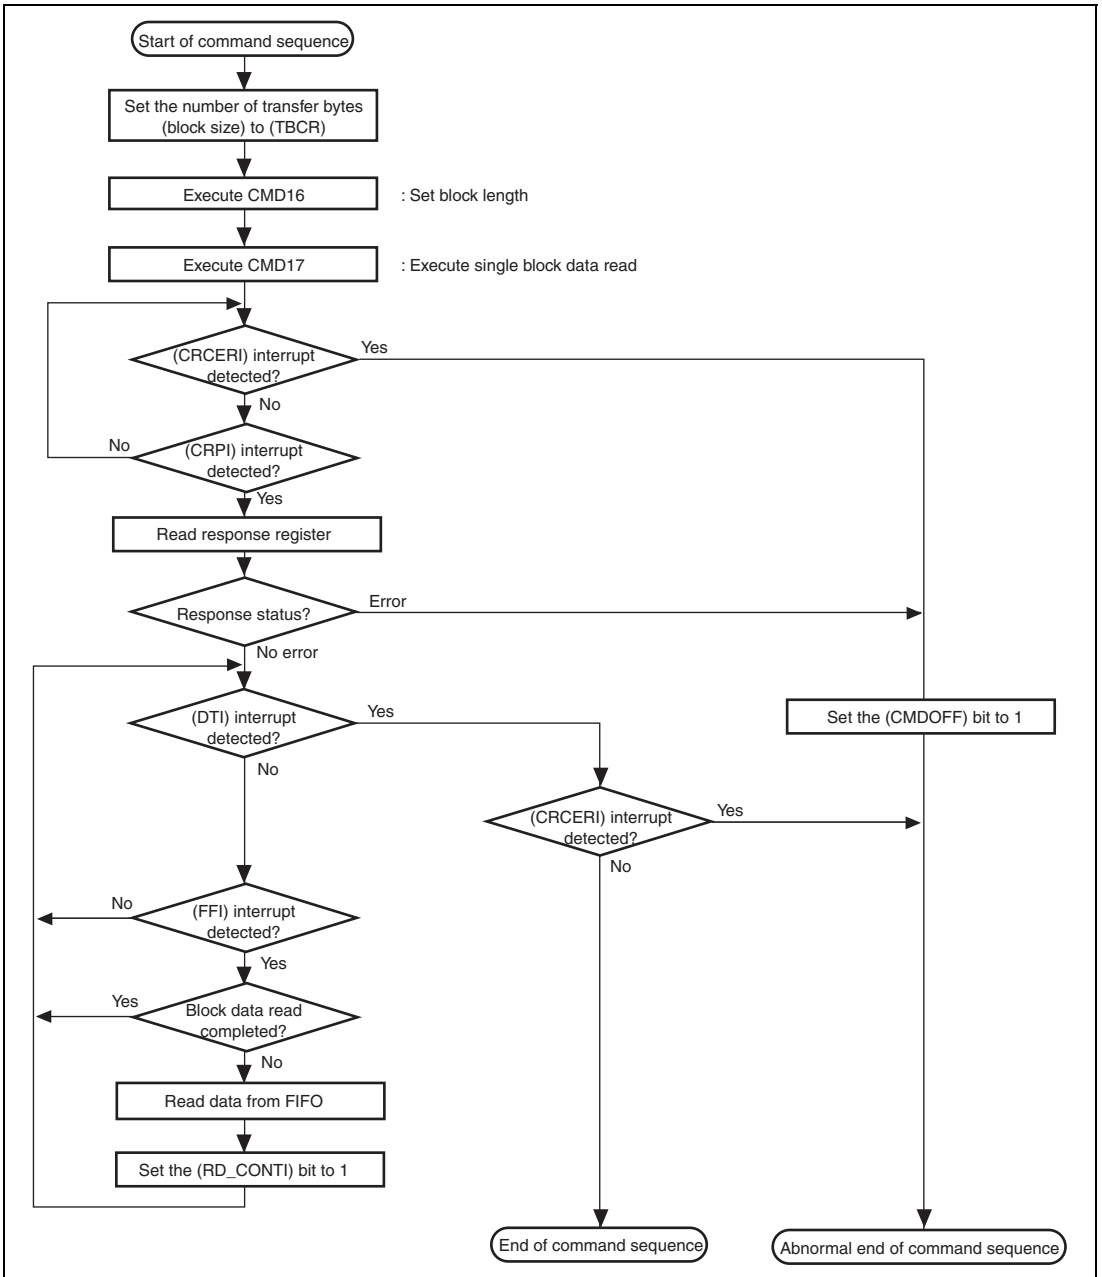 Start of command sequence
Set the number of transfer bytes
(block size) to (TBCR)
Execute CMD16
: Set block length
Execute CMD17
: Execute single block data read
(CRCERI) interrupt
detected?
Yes
No
(CRPI) interrupt
detected?
No
Yes
Read response register
Response status?
Error
No error
(DTI) interrupt
detected?
Yes
No
Set the (CMDOFF) bit to 1
(CRCERI) interrupt
detected?
Yes
No
(FFI) interrupt
detected?
No
Yes
Block data read
completed?
Yes
No
Read data from FIFO
Set the (RD_CONTI) bit to 1
End of command sequence
Abnormal end of command sequence